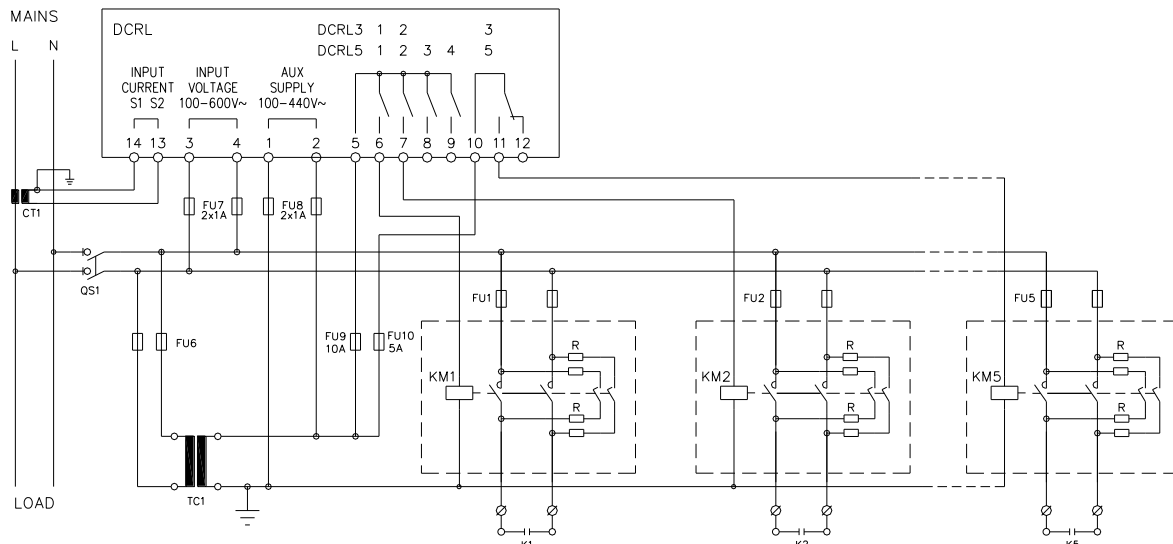 MAINS
L N
DCRL
DCRL3 1 2 3
DCRL5 1 2 3 4 5
INPUT CURRENT S1 S2
INPUT VOLTAGE 100–600V~
AUX SUPPLY 100–440V~
14 13 3 4 1 2 5 6 7 8 9 10 11 12
CT1
FU7 2x1A
FU8 2x1A
QS1
FU1
FU2
FU5
FU6
FU9 10A
FU10 5A
KM1
R
R
KM2
R
R
KM5
R
R
LOAD
TC1
K1
K2
K5